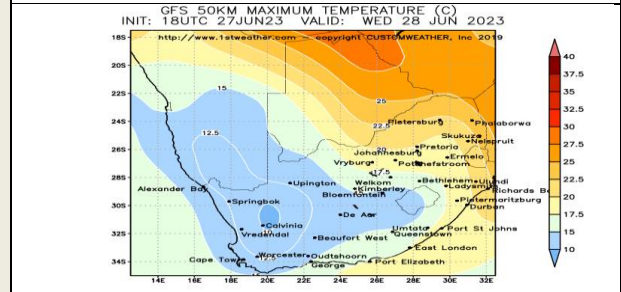 GFS 50KM MAXIMUM TEMPERATURE (C)
INIT: 18UTC 27JUN23 VALID: WED 28 JUN 2023
http://www.1stweather.com — copyright CUSTOMWEATHER, Inc 2019
18S
20S
22S
24S
26S
28S
30S
32S
34S
15
12.5
25
22.5
20
17.5
10
12.5
Pietersburg
Phalaborwa
Skukuza
Nelspruit
Pretoria
Johannesburg
Ermelo
Vryburg
Potchefstroom
Welkom
Bethlehem
Ulundi
Alexander Bay
Upington
Kimberley
Ladysmith
Richards B
Bloemfontein
Springbok
Pietermaritzburg
De Aar
Durban
Calvinia
Vredendal
Umtata
Port St Johns
Beaufort West
Queenstown
East London
Worcester
Oudtshoorn
Cape Town
George
Port Elizabeth
14E 16E 18E 20E 22E 24E 26E 28E 30E 32E
40
37.5
35
32.5
30
27.5
25
22.5
20
17.5
15
12.5
10